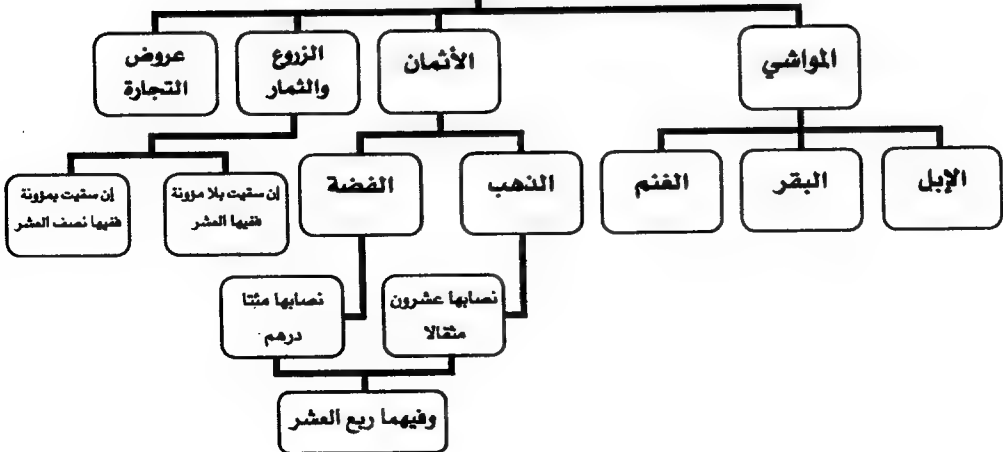 المواشي
الأثمان
الزروع
والثمار
عروض
التجارة
الإبل
البقر
الغنم
الذهب
الفضة
إن سقيت بلا مؤونة
ففيها العشر
إن سقيت بمؤونة
ففيها نصف العشر
نصابها عشرون
مثقالا
نصابها مئتا
درهم
وفيهما ربع العشر